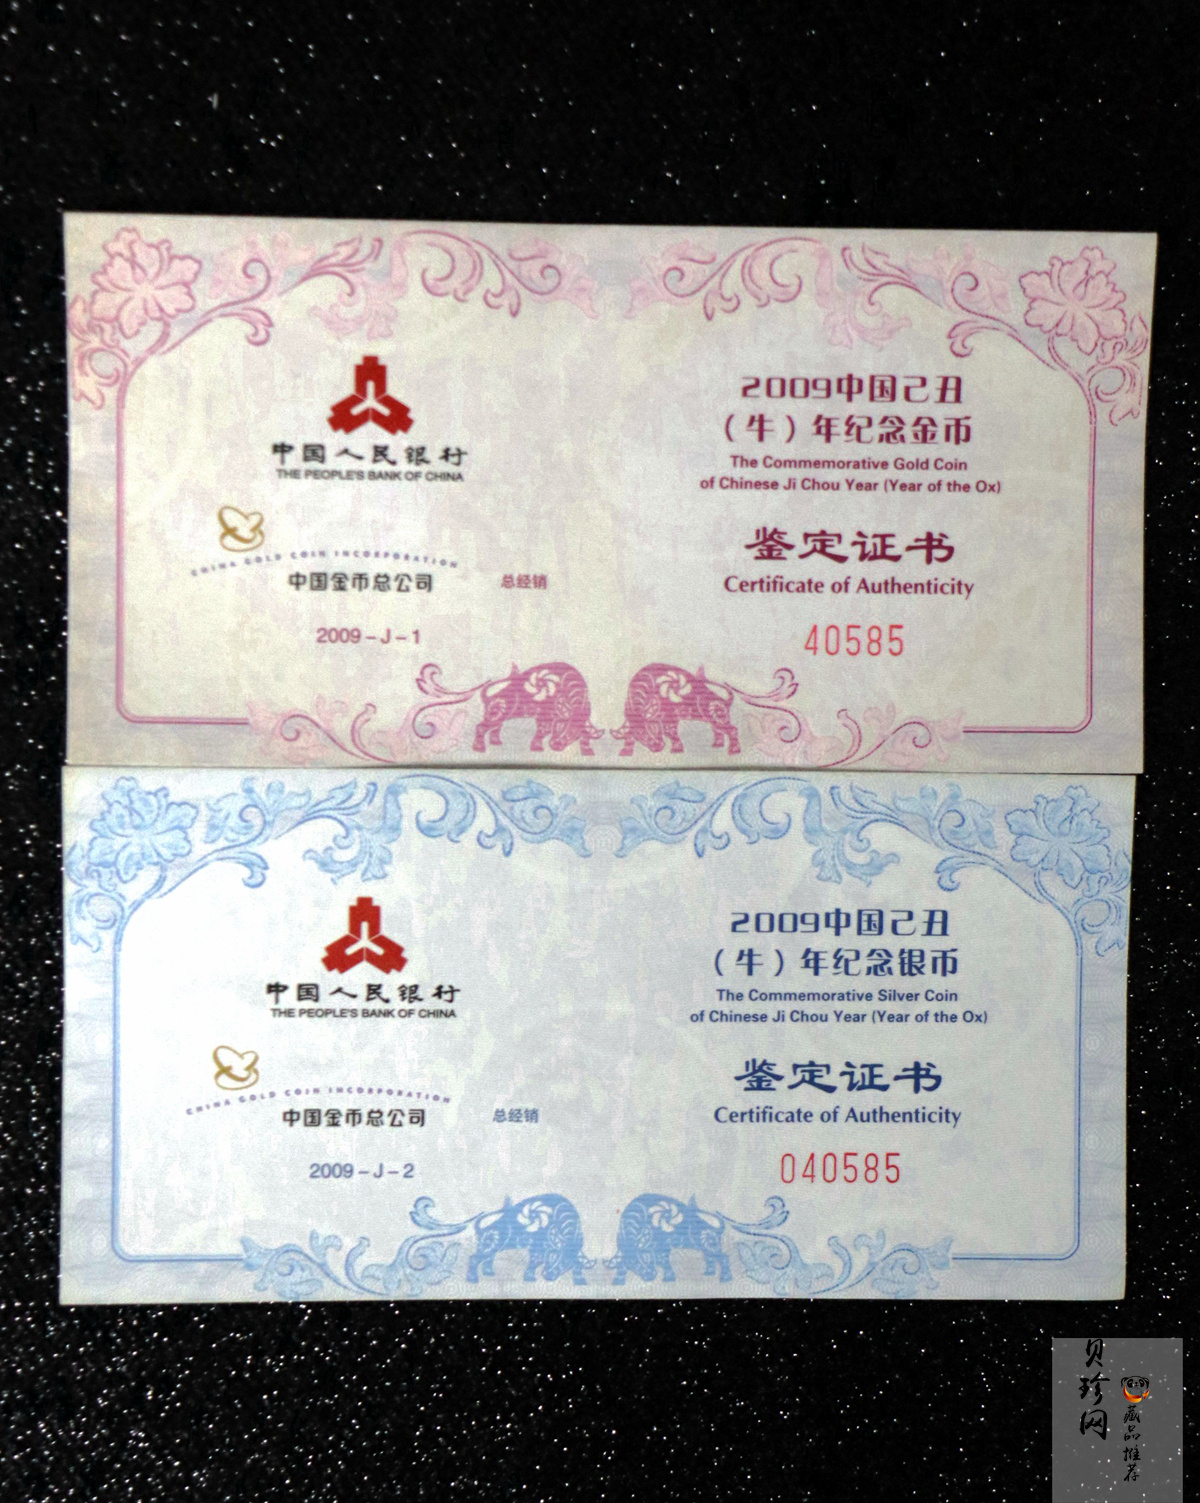 中国人民银行
THE PEOPLE'S BANK OF CHINA
CHINA GOLD COIN INCORPORATION
中国金币总公司 总经销
2009-J-1
2009中国己丑
（牛）年纪念金币
The Commemorative Gold Coin
of Chinese Ji Chou Year (Year of the Ox)
鉴定证书
Certificate of Authenticity
40585
中国人民银行
THE PEOPLE'S BANK OF CHINA
CHINA GOLD COIN INCORPORATION
中国金币总公司 总经销
2009-J-2
2009中国己丑
（牛）年纪念银币
The Commemorative Silver Coin
of Chinese Ji Chou Year (Year of the Ox)
鉴定证书
Certificate of Authenticity
040585
贝珍网
藏品推荐